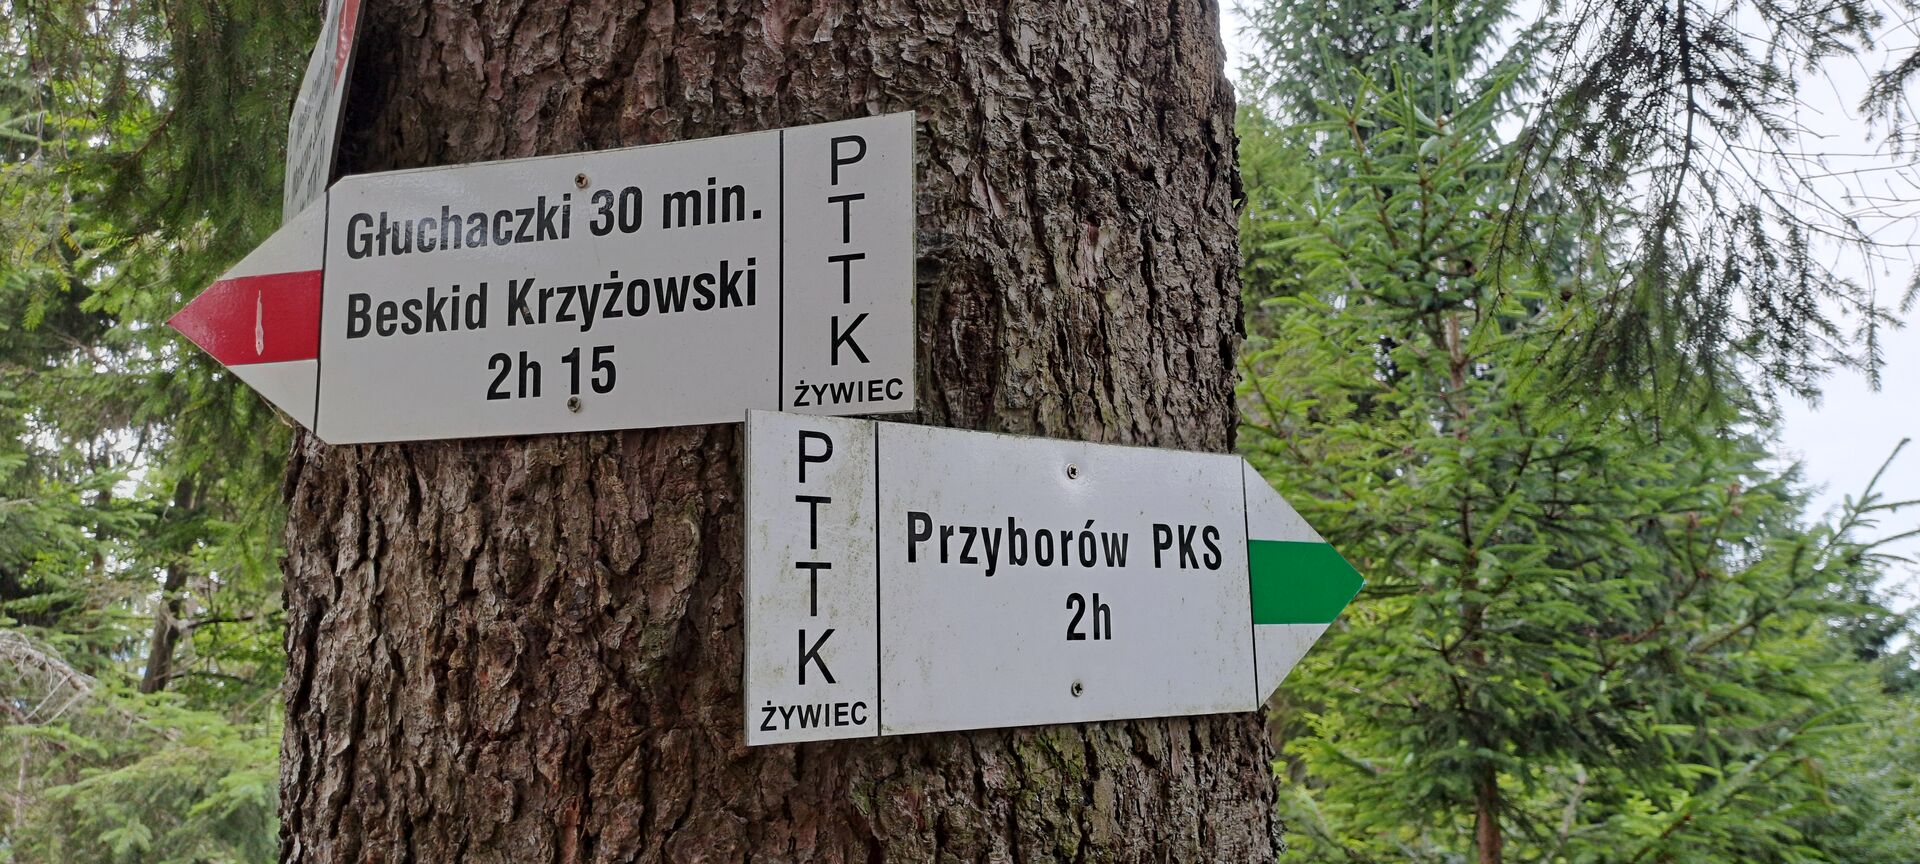 Głuchaczki 30 min.
Beskid Krzyżowski
2h 15
PTTK
ŻYWIEC
PTTK
ŻYWIEC
Przyborów PKS
2h